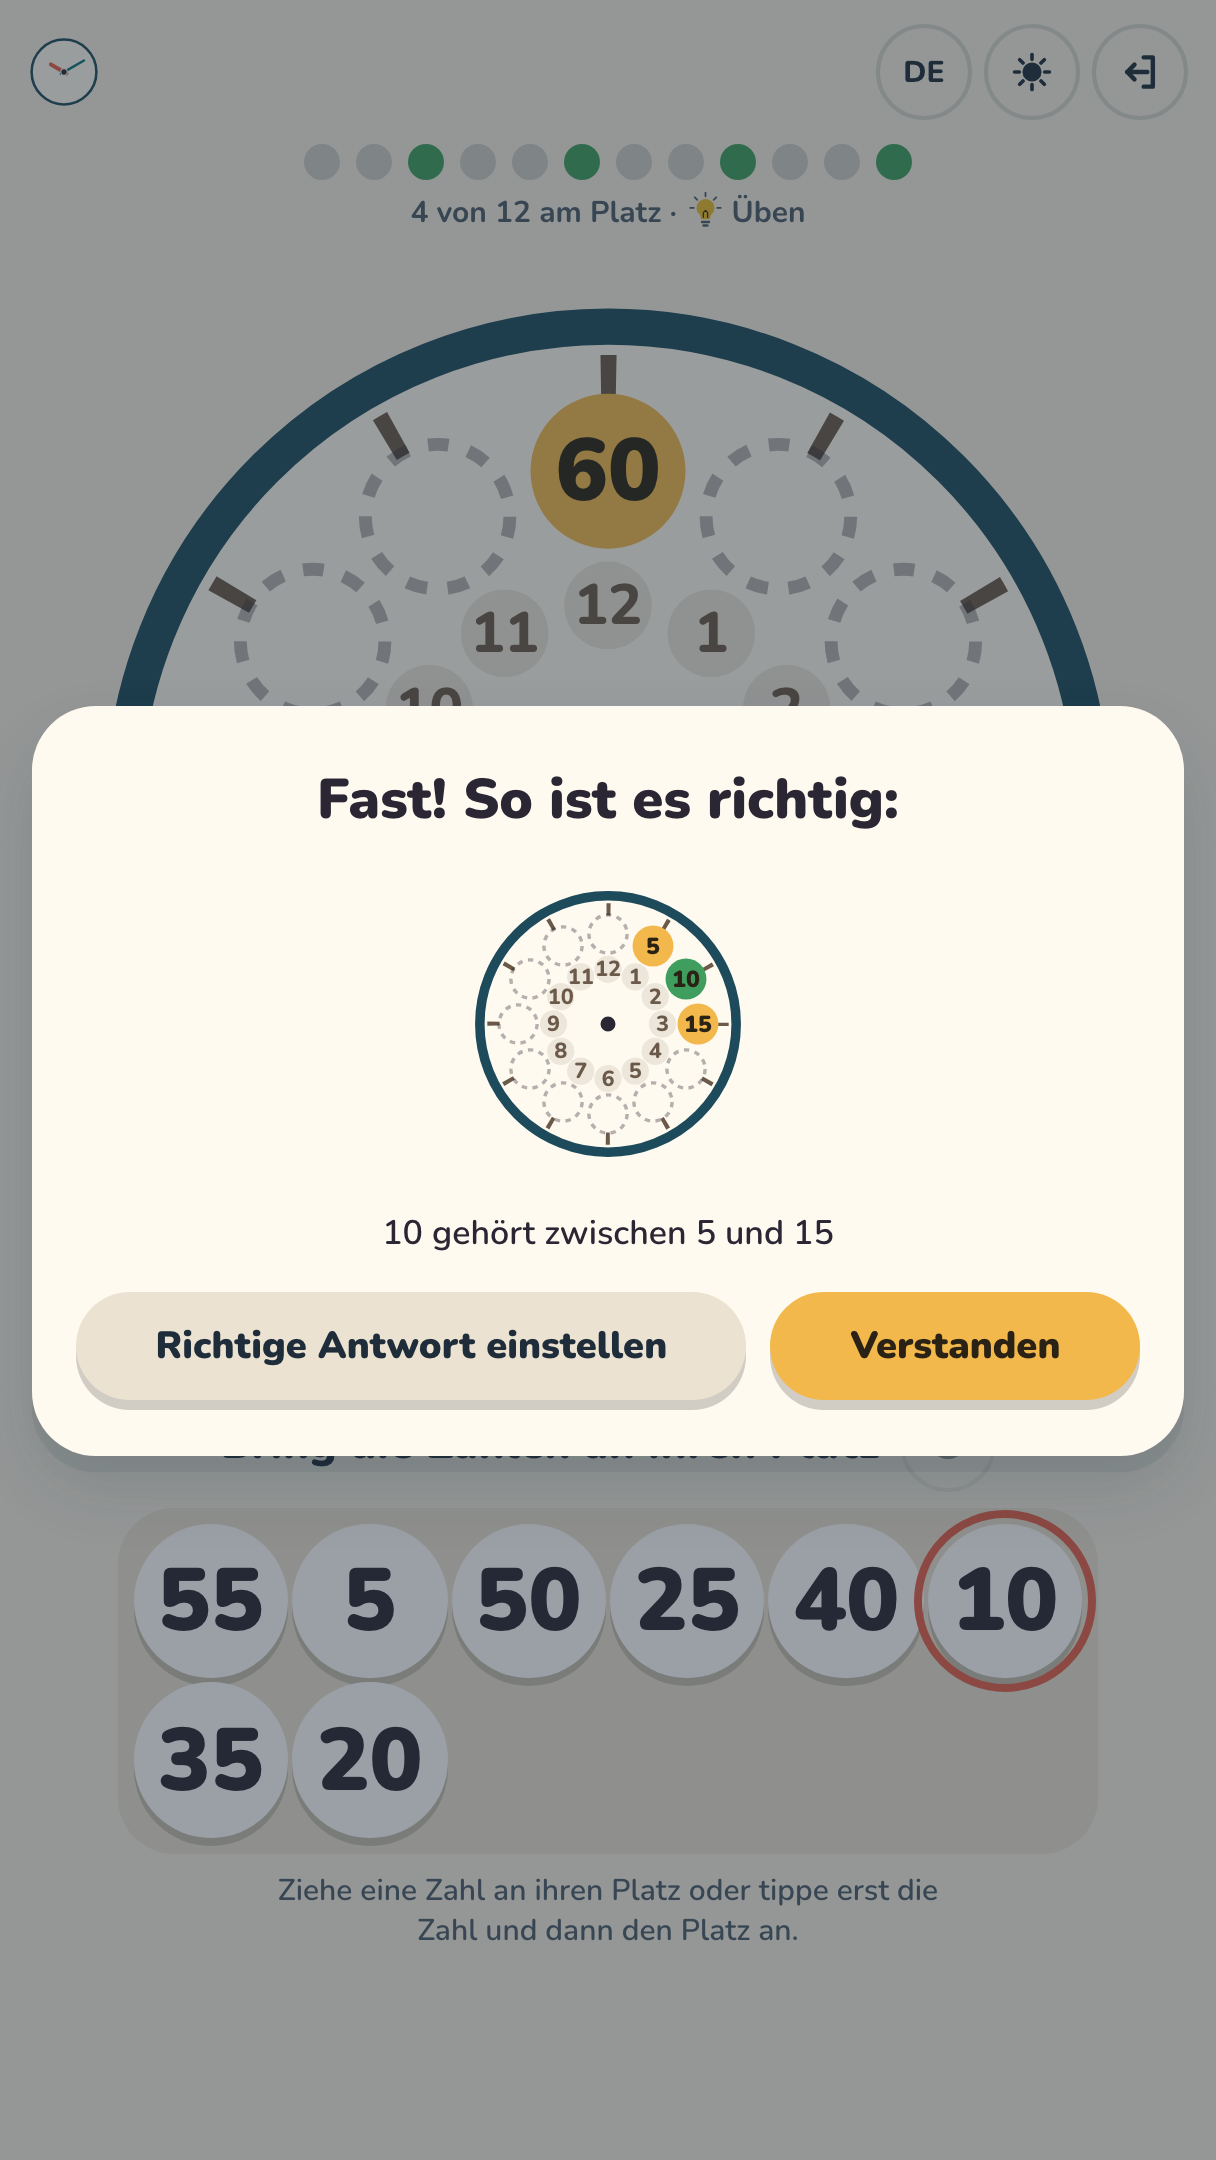 DE
4 von 12 am Platz · Üben
60
12
11
1
10
2
Fast! So ist es richtig:
5
10
15
12
11
1
10
2
9
3
8
4
7
5
6
10 gehört zwischen 5 und 15
Richtige Antwort einstellen
Verstanden
55 5 50 25 40 10
35 20
Ziehe eine Zahl an ihren Platz oder tippe erst die
Zahl und dann den Platz an.